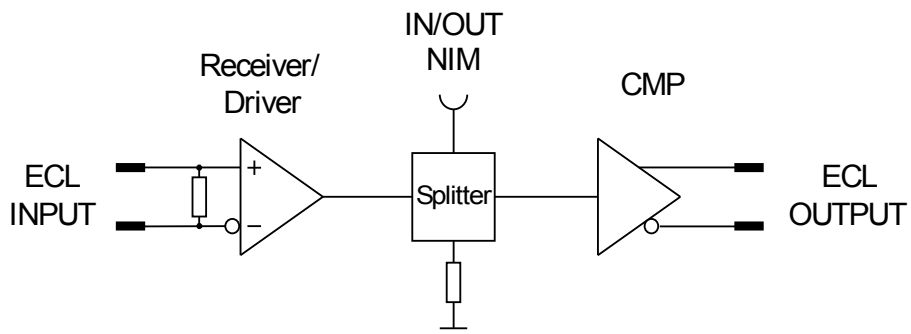 IN/OUT
NIM
Receiver/
Driver
CMP
ECL
INPUT
+
−
Splitter
ECL
OUTPUT